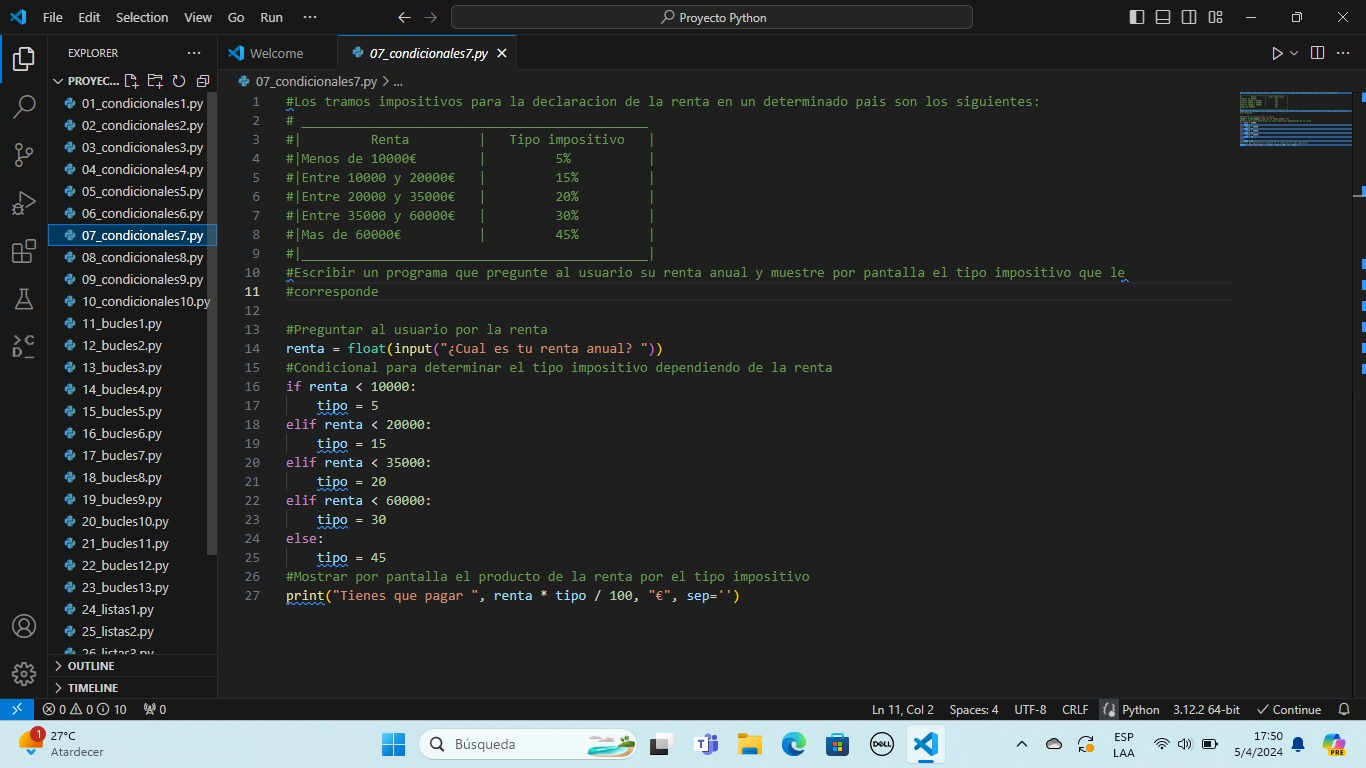 File Edit Selection View Go Run ···
Proyecto Python
EXPLORER ···
Welcome
07_condicionales7.py
PROYEC...
07_condicionales7.py > ...
01_condicionales1.py
02_condicionales2.py
03_condicionales3.py
04_condicionales4.py
05_condicionales5.py
06_condicionales6.py
07_condicionales7.py
08_condicionales8.py
09_condicionales9.py
10_condicionales10.py
11_bucles1.py
12_bucles2.py
13_bucles3.py
14_bucles4.py
15_bucles5.py
16_bucles6.py
17_bucles7.py
18_bucles8.py
19_bucles9.py
20_bucles10.py
21_bucles11.py
22_bucles12.py
23_bucles13.py
24_listas1.py
25_listas2.py
26_listas3.py
OUTLINE
TIMELINE
1 #Los tramos impositivos para la declaracion de la renta en un determinado pais son los siguientes:
2 # _____________________________________________
3 #| Renta | Tipo impositivo |
4 #|Menos de 10000€ | 5% |
5 #|Entre 10000 y 20000€ | 15% |
6 #|Entre 20000 y 35000€ | 20% |
7 #|Entre 35000 y 60000€ | 30% |
8 #|Mas de 60000€ | 45% |
9 #|_____________________________________________|
10 #Escribir un programa que pregunte al usuario su renta anual y muestre por pantalla el tipo impositivo que le
11 #corresponde
12
13 #Preguntar al usuario por la renta
14 renta = float(input("¿Cual es tu renta anual? "))
15 #Condicional para determinar el tipo impositivo dependiendo de la renta
16 if renta < 10000:
17 tipo = 5
18 elif renta < 20000:
19 tipo = 15
20 elif renta < 35000:
21 tipo = 20
22 elif renta < 60000:
23 tipo = 30
24 else:
25 tipo = 45
26 #Mostrar por pantalla el producto de la renta por el tipo impositivo
27 print("Tienes que pagar ", renta * tipo / 100, "€", sep='')
0 0 10 0
Ln 11, Col 2 Spaces: 4 UTF-8 CRLF Python 3.12.2 64-bit Continue
1
27°C
Atardecer
Búsqueda
DELL
ESP
LAA
17:50
5/4/2024
PRE